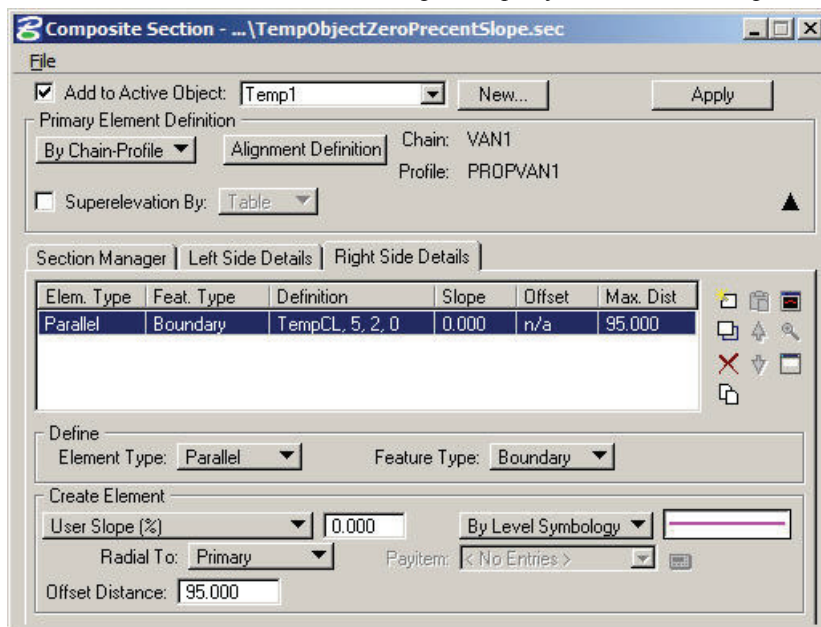 Composite Section - ...\TempObjectZeroPrecentSlope.sec
File
Add to Active Object: Temp1 New... Apply
Primary Element Definition
By Chain-Profile Alignment Definition Chain: VAN1
Profile: PROPVAN1
Superelevation By: Table
Section Manager Left Side Details Right Side Details
Elem. Type Feat. Type Definition Slope Offset Max. Dist
Parallel Boundary TempCL, 5, 2, 0 0.000 n/a 95.000
Define
Element Type: Parallel Feature Type: Boundary
Create Element
User Slope (%) 0.000 By Level Symbology
Radial To: Primary Payitem: < No Entries >
Offset Distance: 95.000